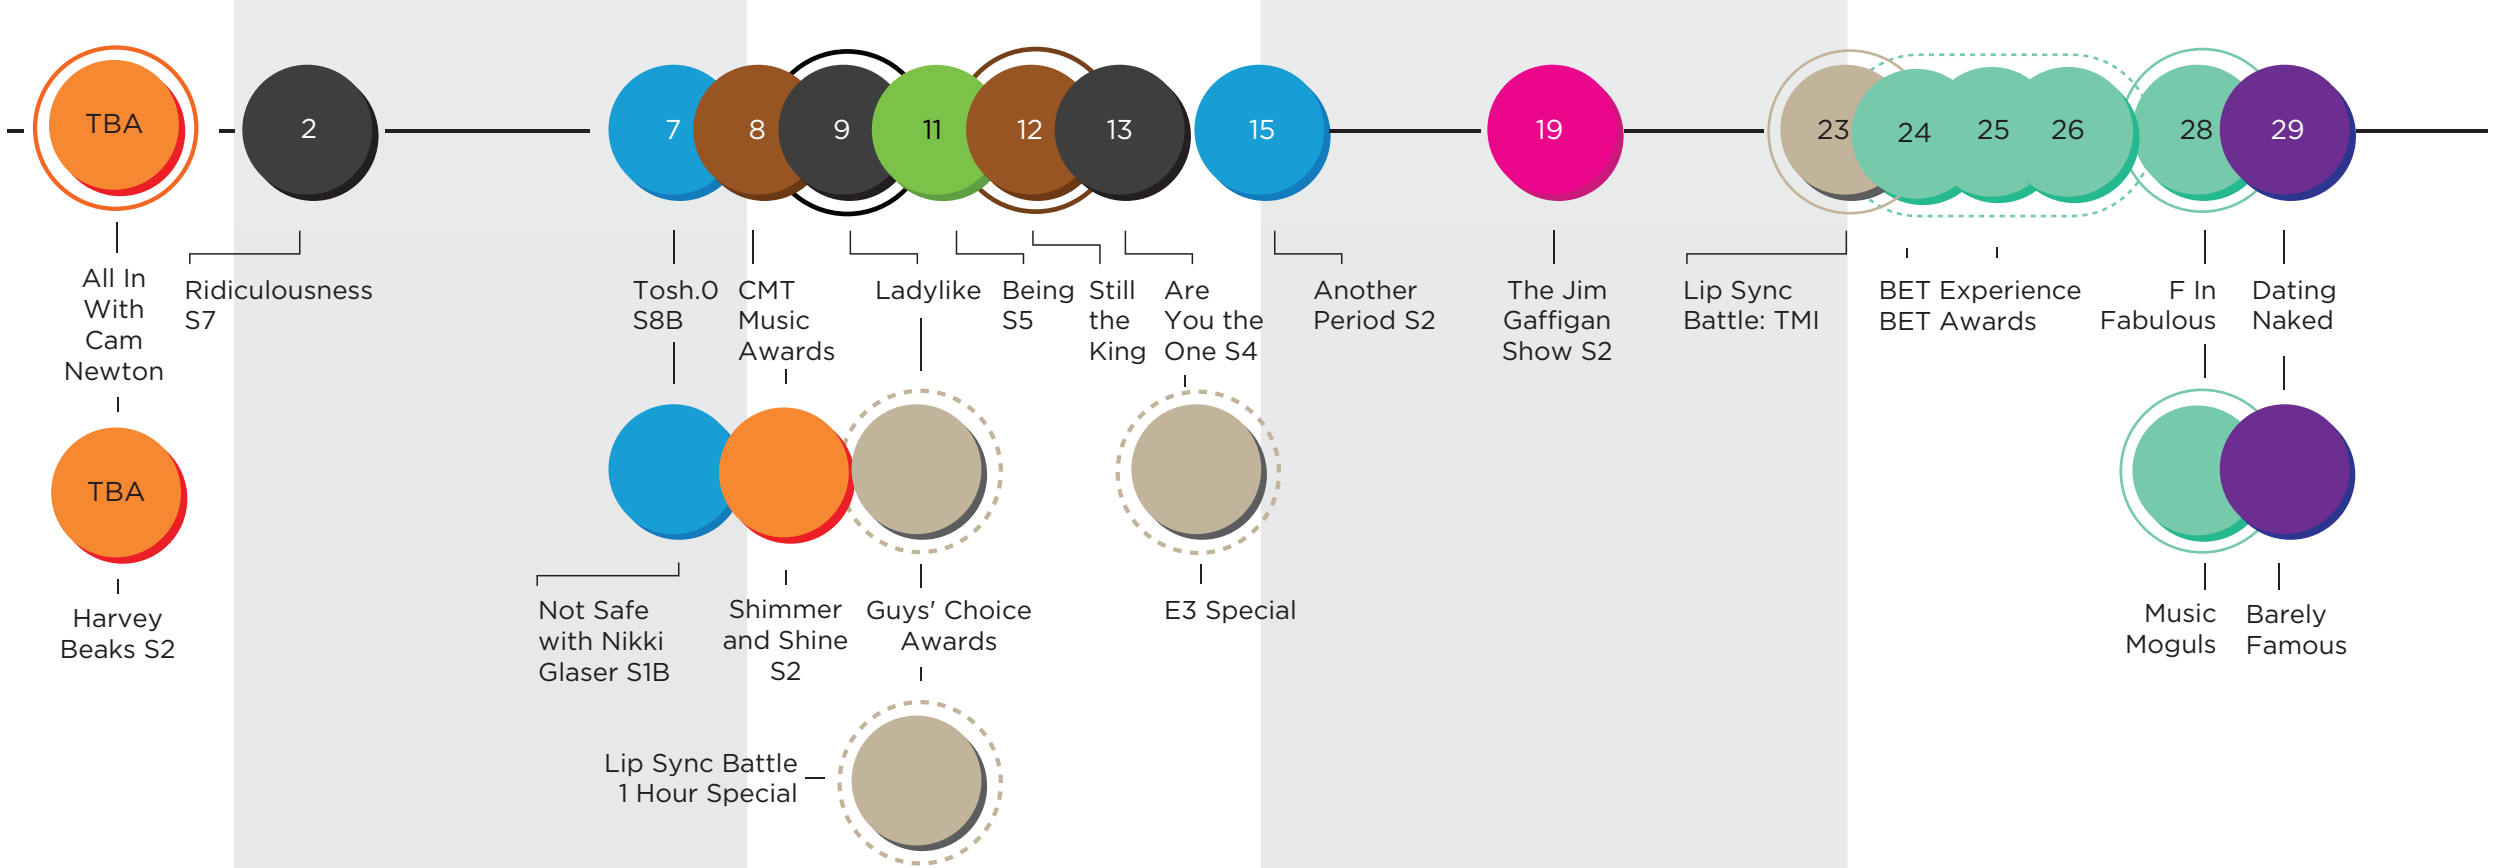 TBA
2
7
8
9
11
12
13
15
19
23
24
25
26
28
29
All In
With
Cam
Newton
Ridiculousness
S7
Tosh.0
S8B
CMT
Music
Awards
Ladylike
Being
S5
Still
the
King
Are
You the
One S4
Another
Period S2
The Jim
Gaffigan
Show S2
Lip Sync
Battle: TMI
BET Experience
BET Awards
F In
Fabulous
Dating
Naked
TBA
Harvey
Beaks S2
Not Safe
with Nikki
Glaser S1B
Shimmer
and Shine
S2
Guys' Choice
Awards
E3 Special
Music
Moguls
Barely
Famous
Lip Sync Battle
1 Hour Special